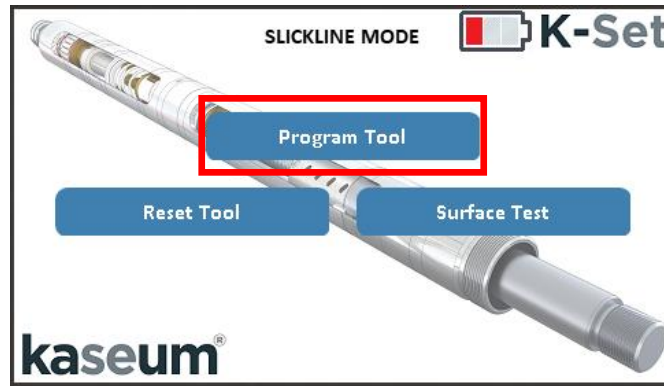 SLICKLINE MODE
K-Set
Program Tool
Reset Tool
Surface Test
kaseum®